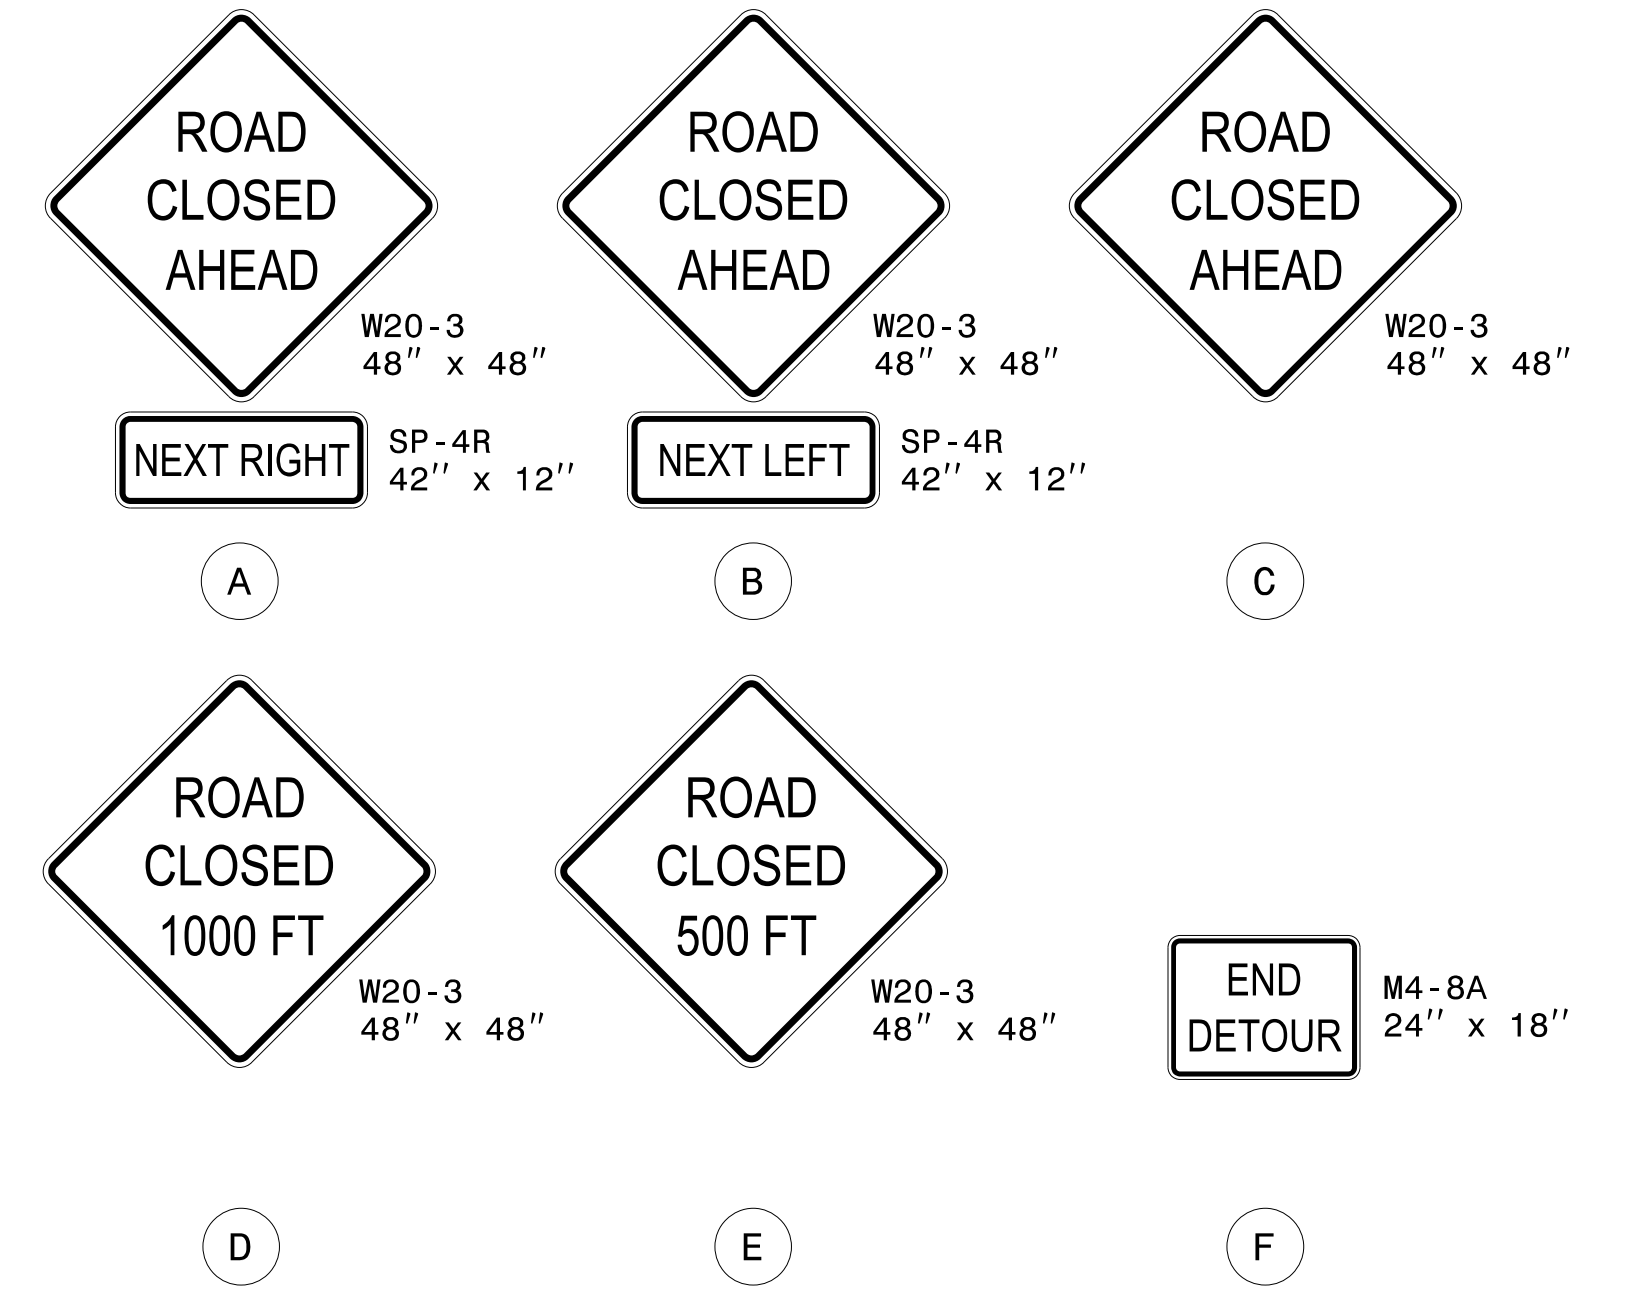 ROAD
CLOSED
AHEAD
W20-3
48" x 48"
NEXT RIGHT
SP-4R
42'' x 12''
A
ROAD
CLOSED
AHEAD
W20-3
48" x 48"
NEXT LEFT
SP-4R
42'' x 12''
B
ROAD
CLOSED
AHEAD
W20-3
48" x 48"
C
ROAD
CLOSED
1000 FT
W20-3
48" x 48"
D
ROAD
CLOSED
500 FT
W20-3
48" x 48"
E
END
DETOUR
M4-8A
24'' x 18''
F